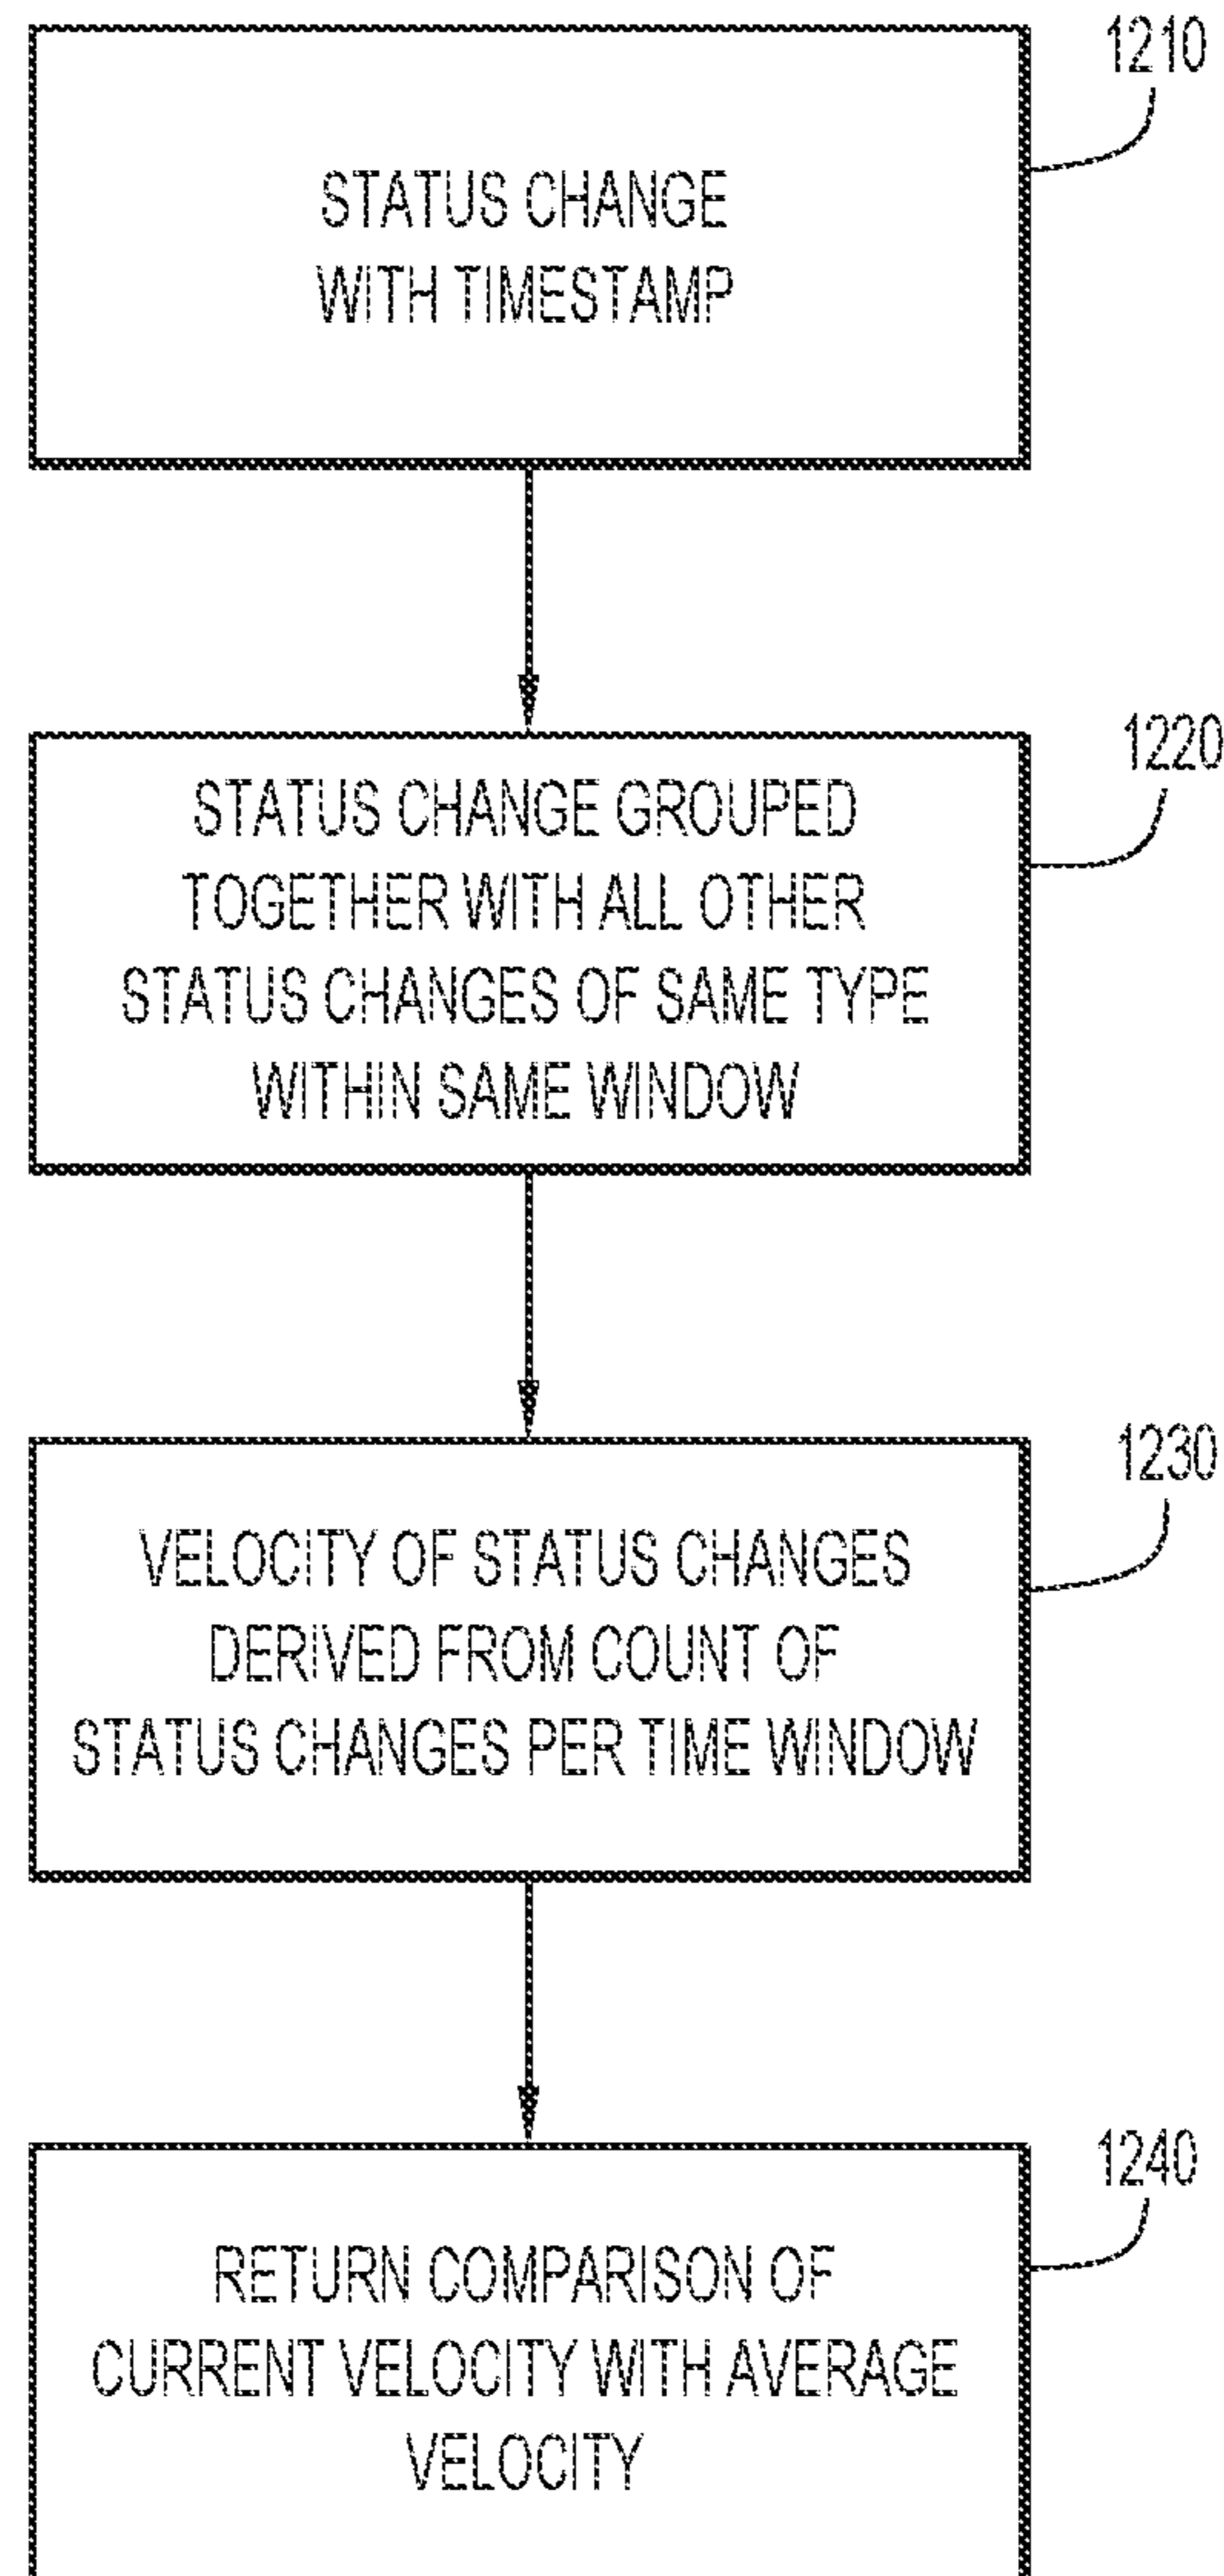 1210
STATUS CHANGE
WITH TIMESTAMP
1220
STATUS CHANGE GROUPED
TOGETHER WITH ALL OTHER
STATUS CHANGES OF SAME TYPE
WITHIN SAME WINDOW
1230
VELOCITY OF STATUS CHANGES
DERIVED FROM COUNT OF
STATUS CHANGES PER TIME WINDOW
1240
RETURN COMPARISON OF
CURRENT VELOCITY WITH AVERAGE
VELOCITY